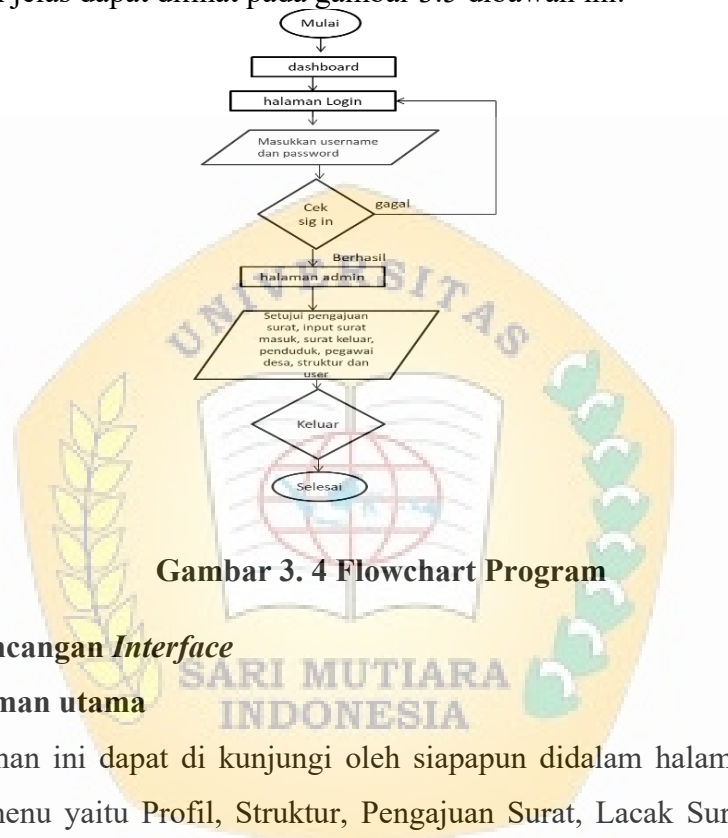 jelas dapat dilihat pada gambar 3.3 dibawah ini.
Mulai
dashboard
halaman Login
Masukkan username
dan password
Cek
sig in
gagal
Berhasil
halaman admin
Setujui pengajuan
surat, input surat
masuk, surat keluar,
penduduk, pegawai
desa, struktur dan
user
Keluar
Selesai
UNIVERSITAS
Gambar 3. 4 Flowchart Program
ncangan Interface
SARI MUTIARA
man utama
INDONESIA
nan ini dapat di kunjungi oleh siapapun didalam halam
nenu yaitu Profil, Struktur, Pengajuan Surat, Lacak Sur